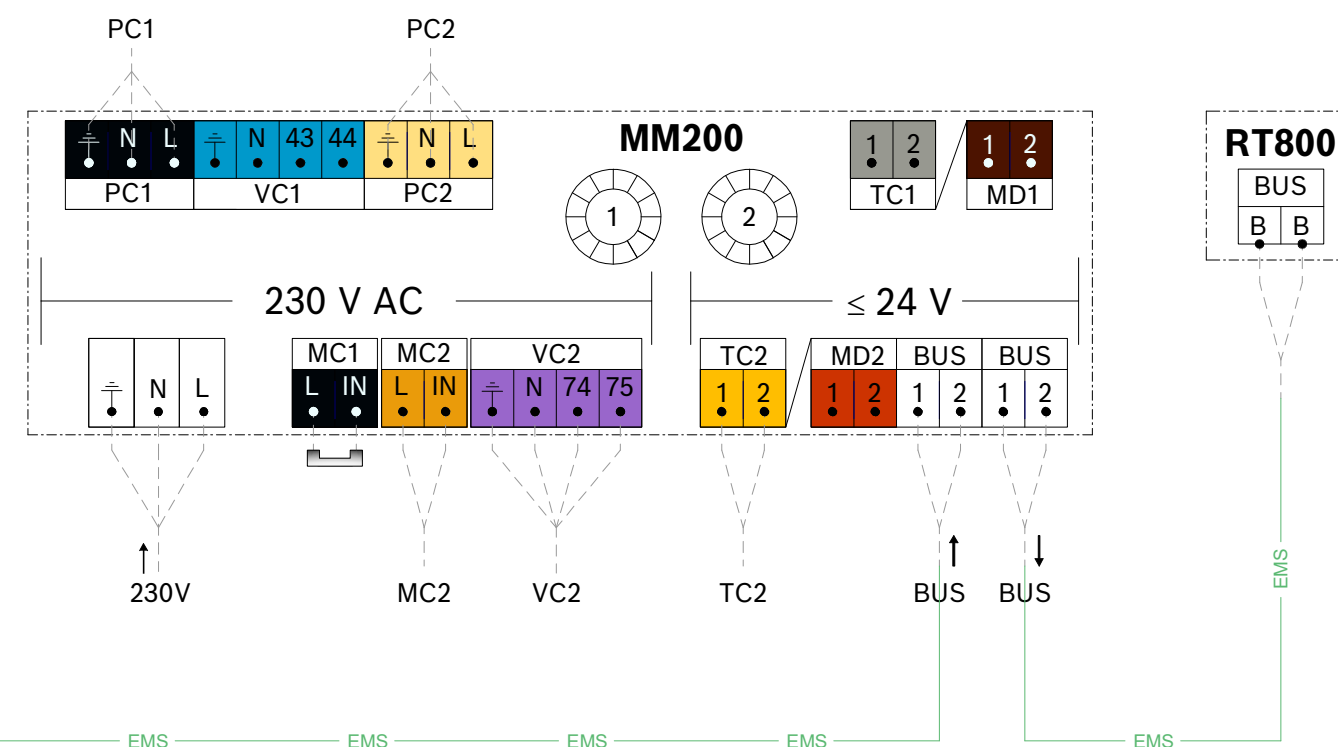 PC1 PC2
MM200
RT800
N L N 43 44 N L 1 2 1 2
PC1 VC1 PC2 TC1 MD1
BUS
B B
1 2
230 V AC ≤ 24 V
MC1 MC2 VC2 TC2 MD2 BUS BUS
N L L IN L IN N 74 75 1 2 1 2 1 2 1 2
230V MC2 VC2 TC2 BUS BUS
EMS
EMS EMS EMS EMS EMS